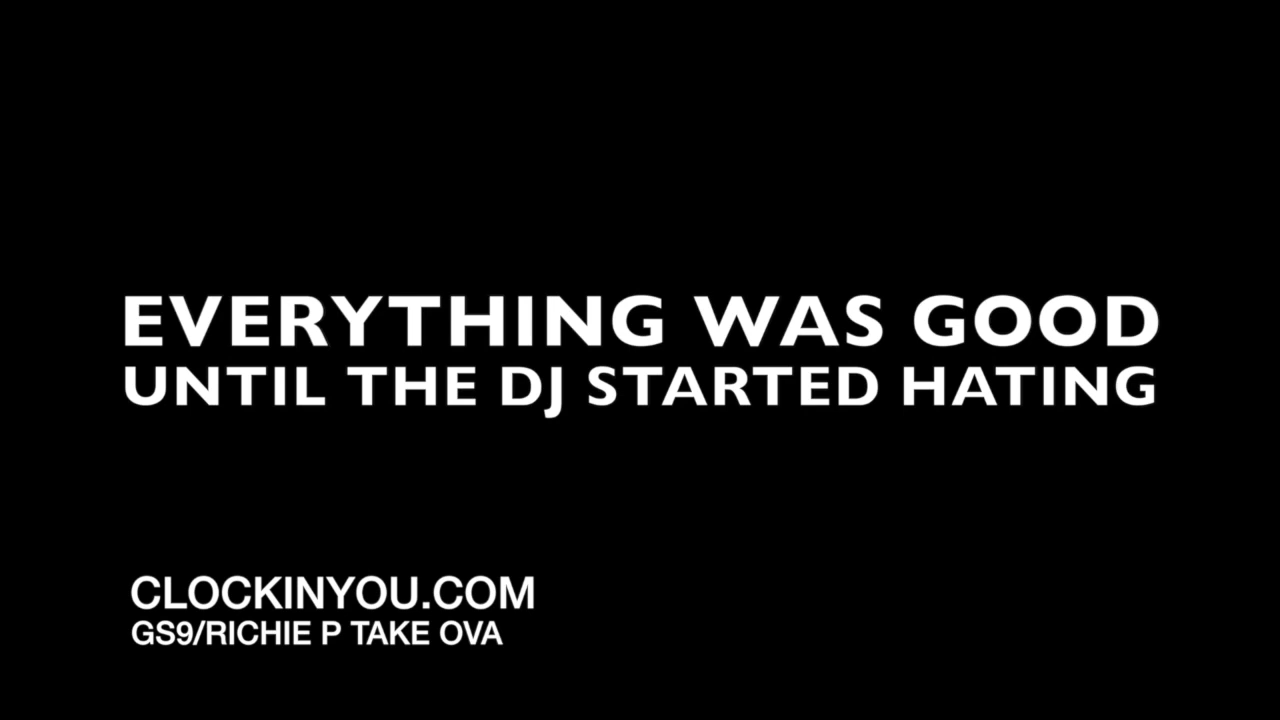 EVERYTHING WAS GOOD
UNTIL THE DJ STARTED HATING
CLOCKINYOU.COM
GS9/RICHIE P TAKE OVA